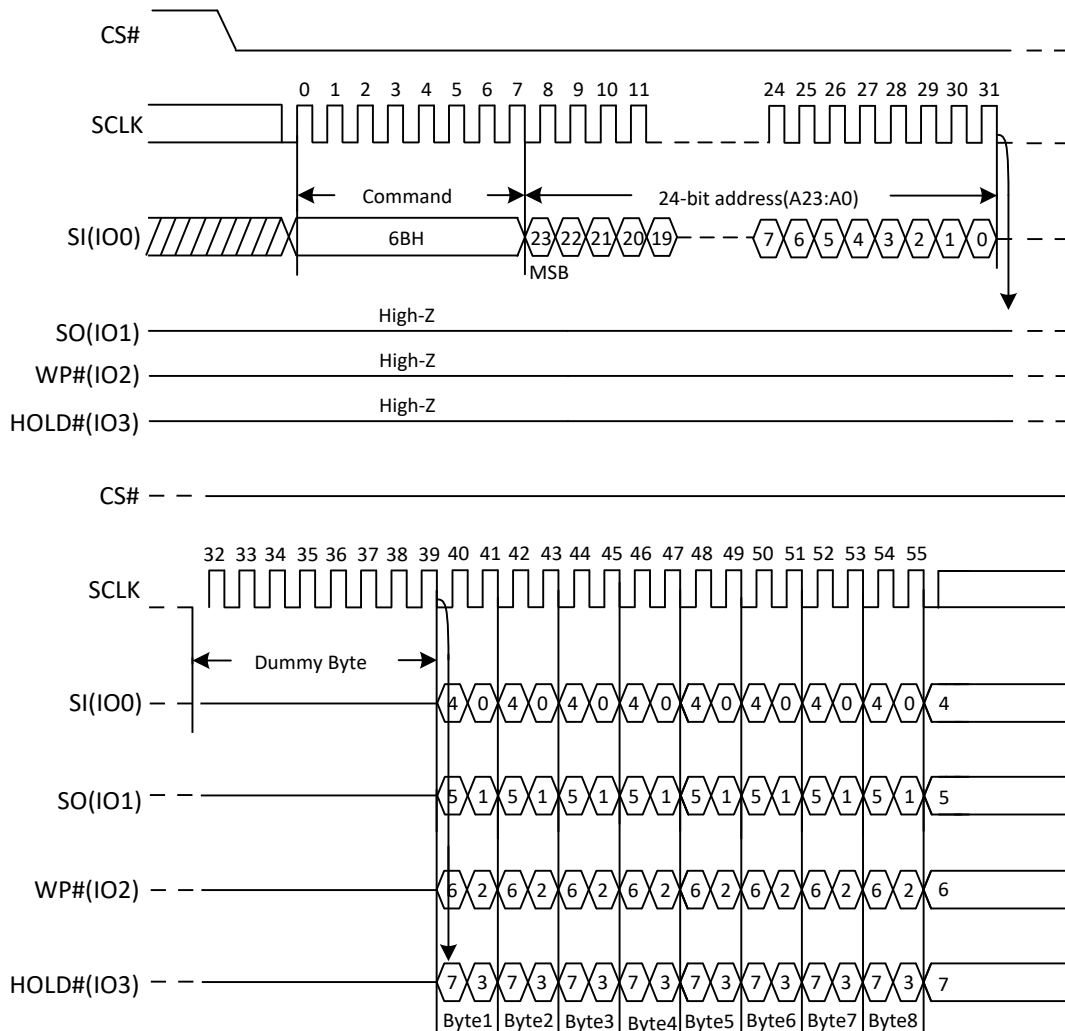 CS#
0 1 2 3 4 5 6 7 8 9 10 11 24 25 26 27 28 29 30 31
SCLK
Command 24-bit address(A23:A0)
SI(IO0) 6BH 23 22 21 20 19 7 6 5 4 3 2 1 0
MSB
High-Z
SO(IO1)
High-Z
WP#(IO2)
High-Z
HOLD#(IO3)
CS#
32 33 34 35 36 37 38 39 40 41 42 43 44 45 46 47 48 49 50 51 52 53 54 55
SCLK
Dummy Byte
SI(IO0) 4 0 4 0 4 0 4 0 4 0 4 0 4 0 4 0 4
SO(IO1) 5 1 5 1 5 1 5 1 5 1 5 1 5 1 5 1 5
WP#(IO2) 6 2 6 2 6 2 6 2 6 2 6 2 6 2 6 2 6
HOLD#(IO3) 7 3 7 3 7 3 7 3 7 3 7 3 7 3 7 3 7
Byte1 Byte2 Byte3 Byte4 Byte5 Byte6 Byte7 Byte8